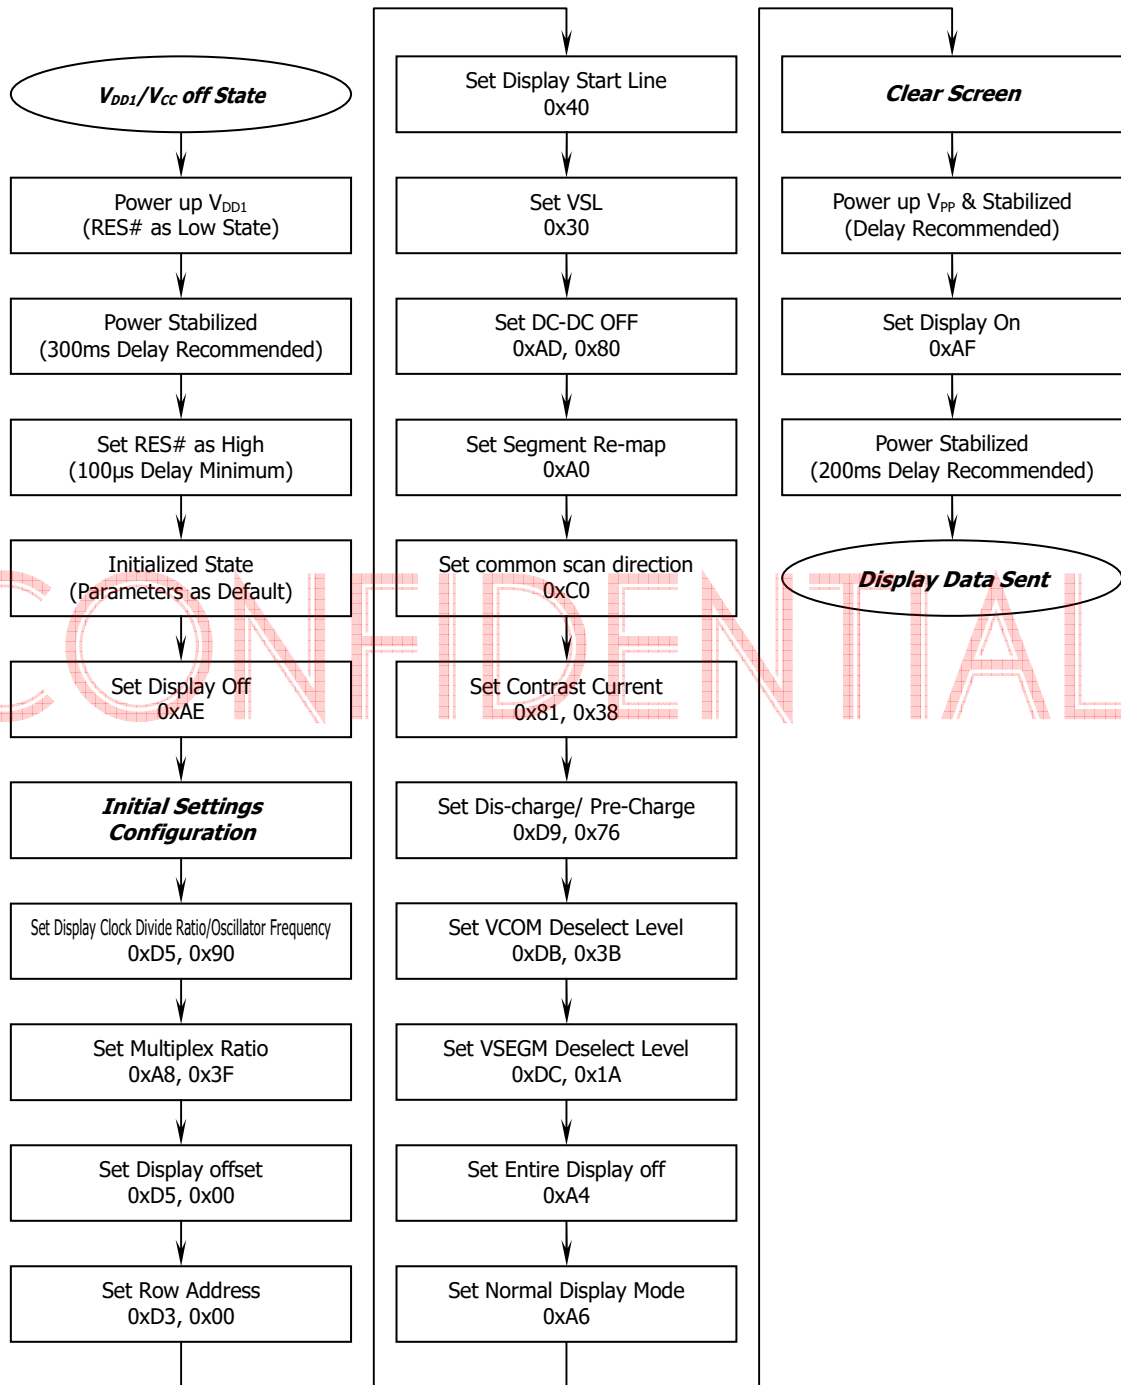 V_DD1/V_CC off State
Power up V_DD1
(RES# as Low State)
Power Stabilized
(300ms Delay Recommended)
Set RES# as High
(100µs Delay Minimum)
Initialized State
(Parameters as Default)
Set Display Off
0xAE
Initial Settings
Configuration
Set Display Clock Divide Ratio/Oscillator Frequency
0xD5, 0x90
Set Multiplex Ratio
0xA8, 0x3F
Set Display offset
0xD5, 0x00
Set Row Address
0xD3, 0x00
Set Display Start Line
0x40
Set VSL
0x30
Set DC-DC OFF
0xAD, 0x80
Set Segment Re-map
0xA0
Set common scan direction
0xC0
Set Contrast Current
0x81, 0x38
Set Dis-charge/ Pre-Charge
0xD9, 0x76
Set VCOM Deselect Level
0xDB, 0x3B
Set VSEGM Deselect Level
0xDC, 0x1A
Set Entire Display off
0xA4
Set Normal Display Mode
0xA6
Clear Screen
Power up V_PP & Stabilized
(Delay Recommended)
Set Display On
0xAF
Power Stabilized
(200ms Delay Recommended)
Display Data Sent
CONFIDENTIAL